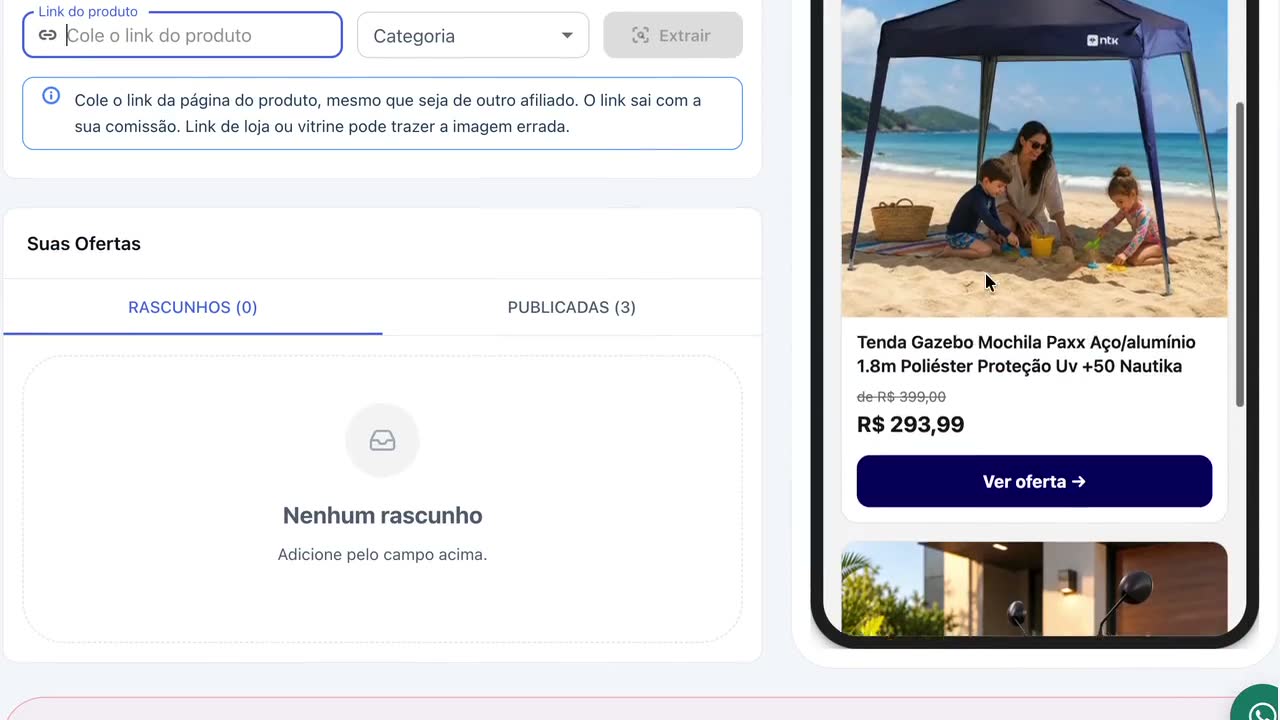 Link do produto
Cole o link do produto
Categoria
Extrair
Cole o link da página do produto, mesmo que seja de outro afiliado. O link sai com a
sua comissão. Link de loja ou vitrine pode trazer a imagem errada.
Suas Ofertas
RASCUNHOS (0)
PUBLICADAS (3)
Nenhum rascunho
Adicione pelo campo acima.
ntk
Tenda Gazebo Mochila Paxx Aço/alumínio
1.8m Poliéster Proteção Uv +50 Nautika
de R$ 399,00
R$ 293,99
Ver oferta →